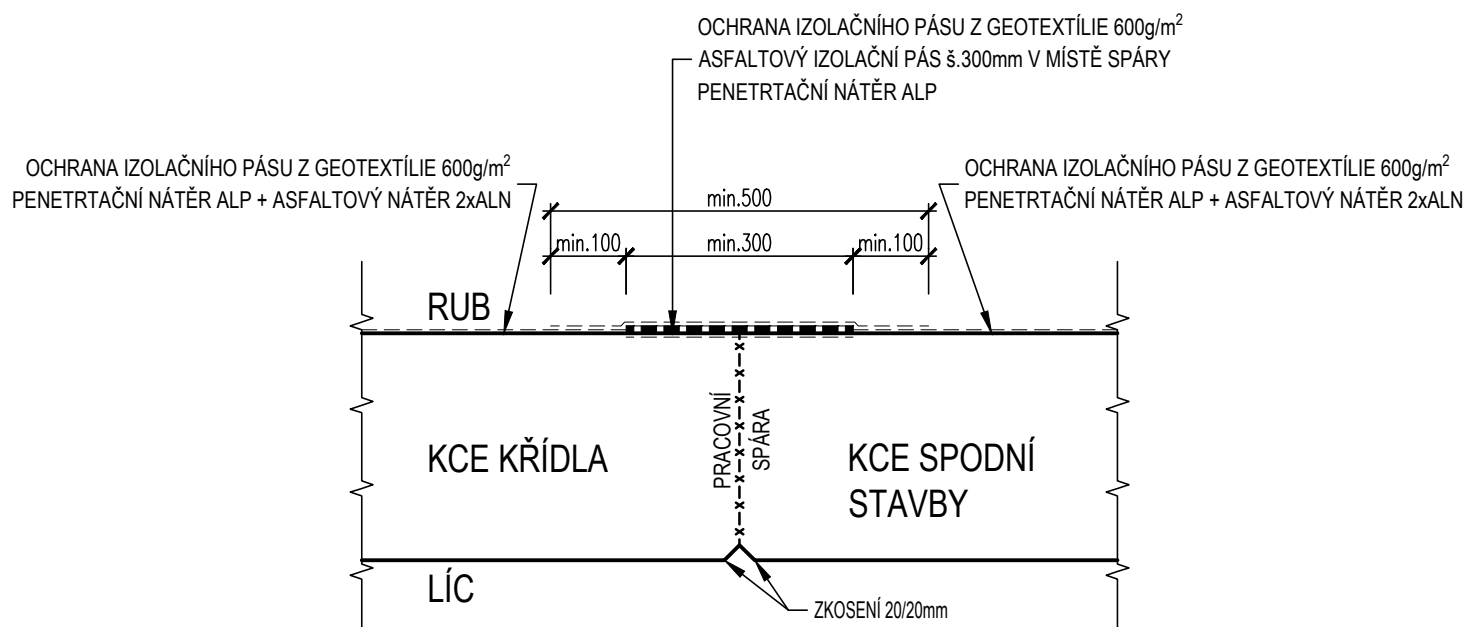 OCHRANA IZOLAČNÍHO PÁSU Z GEOTEXTÍLIE 600g/m²
ASFALTOVÝ IZOLAČNÍ PÁS š.300mm V MÍSTĚ SPÁRY
PENETRTAČNÍ NÁTĚR ALP
OCHRANA IZOLAČNÍHO PÁSU Z GEOTEXTÍLIE 600g/m²
PENETRTAČNÍ NÁTĚR ALP + ASFALTOVÝ NÁTĚR 2xALN
OCHRANA IZOLAČNÍHO PÁSU Z GEOTEXTÍLIE 600g/m²
PENETRTAČNÍ NÁTĚR ALP + ASFALTOVÝ NÁTĚR 2xALN
min.500
min.100
min.300
min.100
RUB
KCE KŘÍDLA
PRACOVNÍ
SPÁRA
KCE SPODNÍ
STAVBY
LÍC
ZKOSENÍ 20/20mm